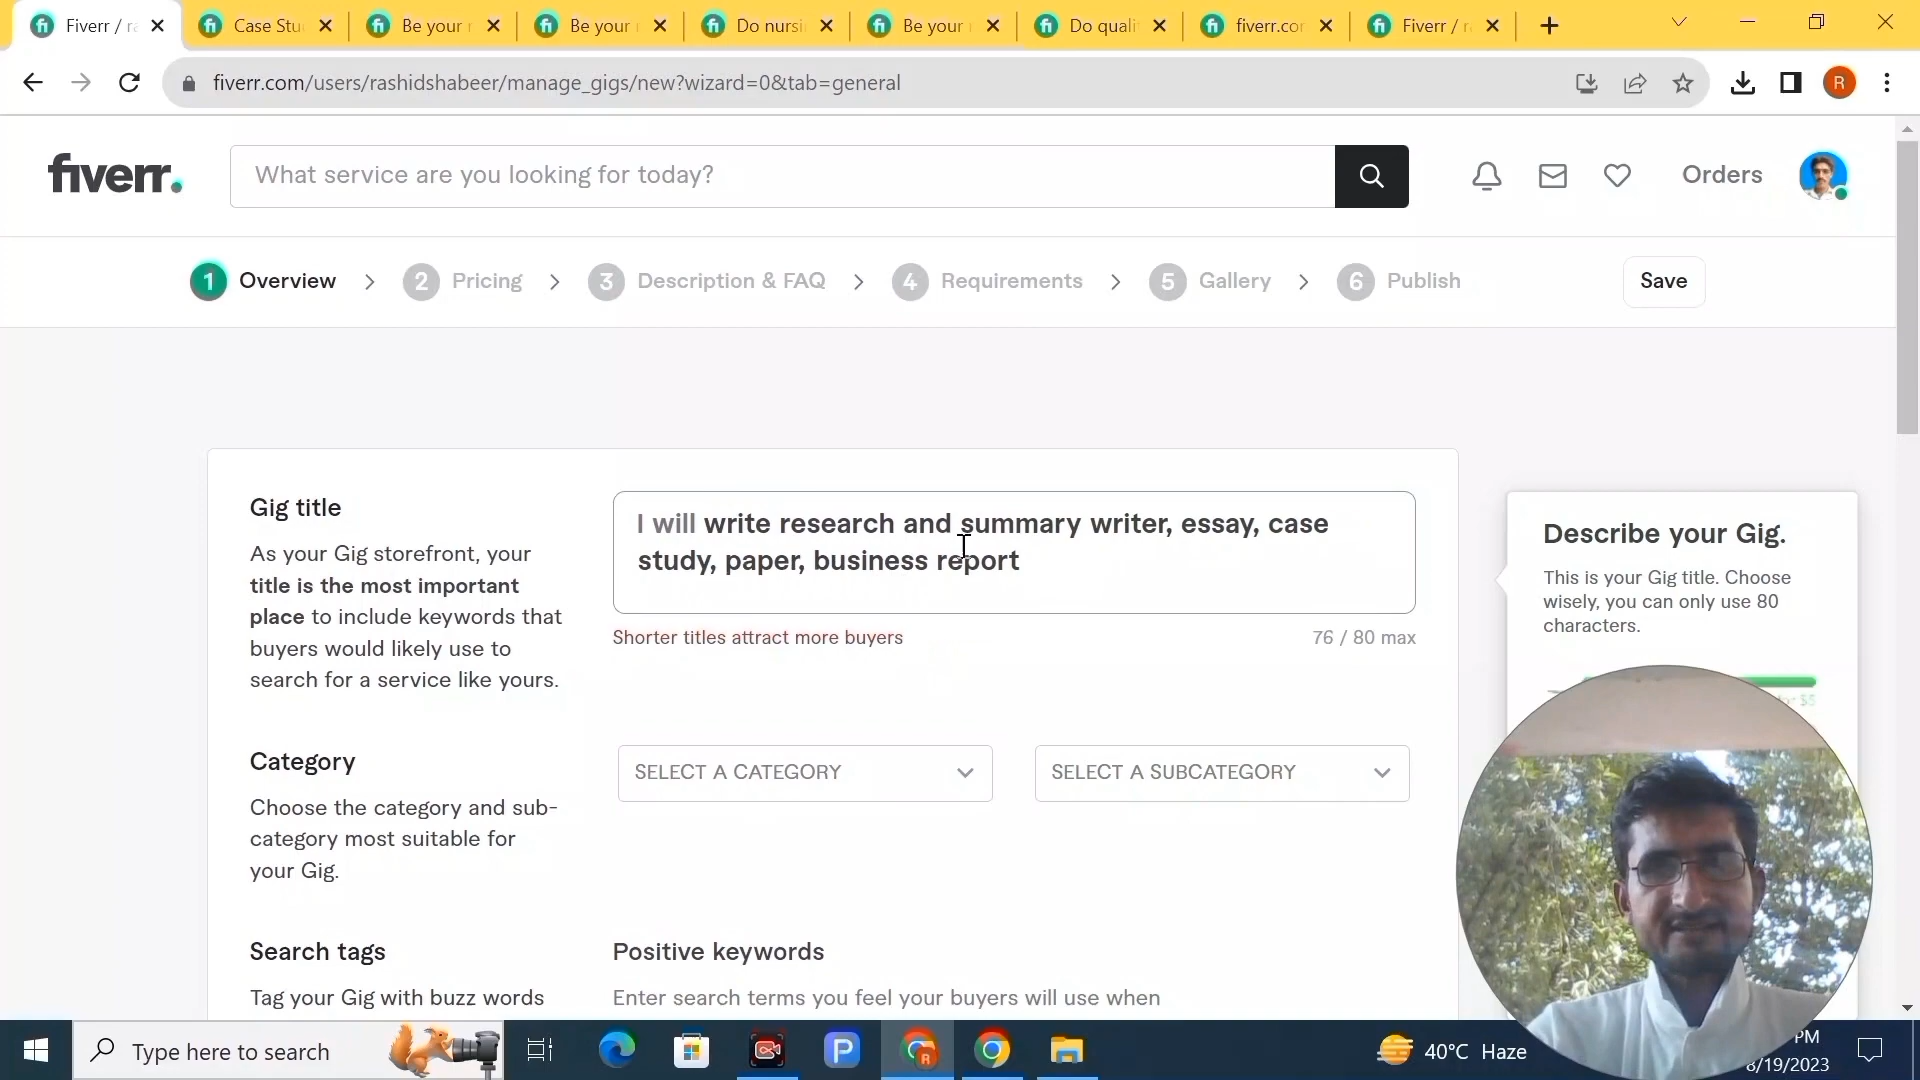 Fiverr / ra
Case Stud
Be your r
Be your r
Do nursi
Be your r
Do quali
fiverr.cor
Fiverr / r
fiverr.com/users/rashidshabeer/manage_gigs/new?wizard=0&tab=general
R
fiverr.
What service are you looking for today?
Orders
1 Overview
2 Pricing
3 Description & FAQ
4 Requirements
5 Gallery
6 Publish
Save
Gig title
As your Gig storefront, your
title is the most important
place to include keywords that
buyers would likely use to
search for a service like yours.
I will write research and summary writer, essay, case
study, paper, business report
Shorter titles attract more buyers
76 / 80 max
Describe your Gig.
This is your Gig title. Choose
wisely, you can only use 80
characters.
for $5
Category
Choose the category and sub-
category most suitable for
your Gig.
SELECT A CATEGORY
SELECT A SUBCATEGORY
Search tags
Tag your Gig with buzz words
Positive keywords
Enter search terms you feel your buyers will use when
Type here to search
P
R
40°C Haze
PM
8/19/2023